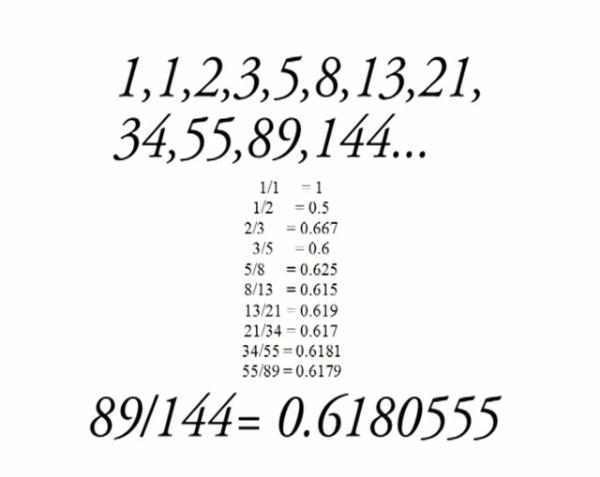 1,1,2,3,5,8,13,21,
34,55,89,144...
1/1 = 1
1/2 = 0.5
2/3 = 0.667
3/5 = 0.6
5/8 = 0.625
8/13 = 0.615
13/21 = 0.619
21/34 = 0.617
34/55 = 0.6181
55/89 = 0.6179
89/144= 0.6180555